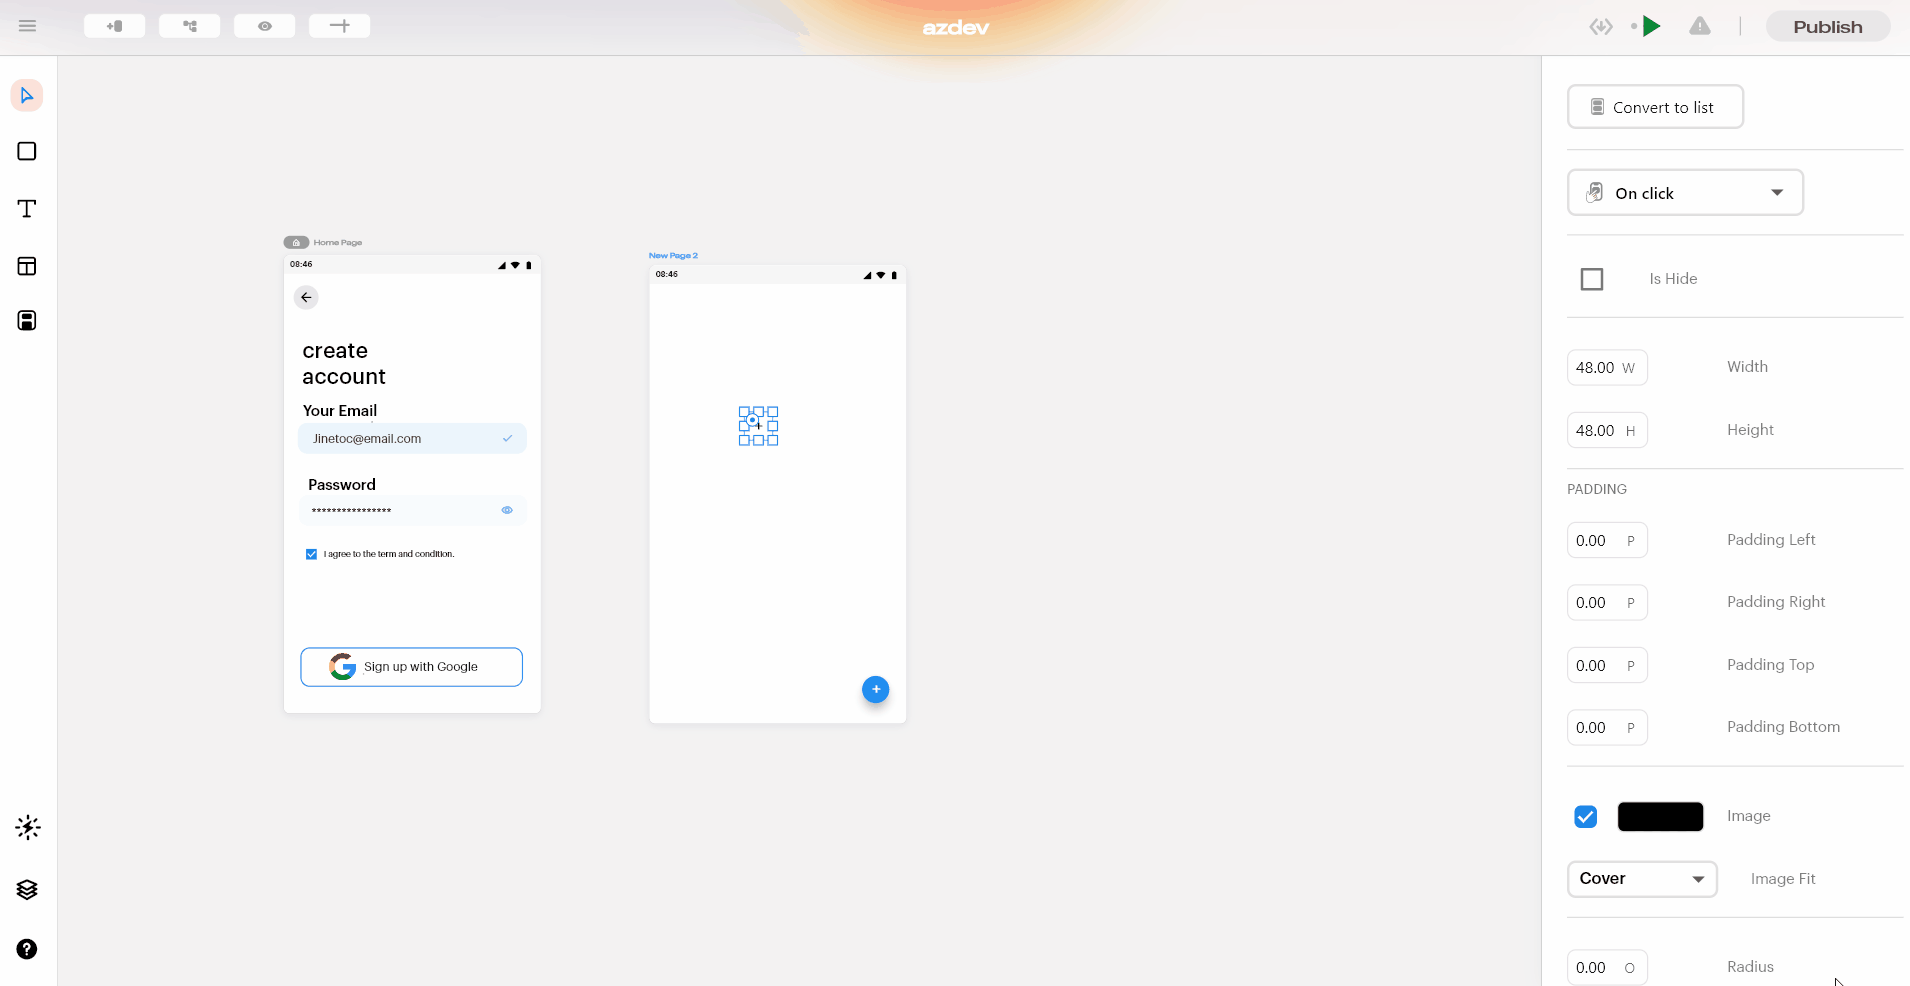 azdev
Publish
Convert to list
On click
Is Hide
48.00 W Width
48.00 H Height
PADDING
0.00 P Padding Left
0.00 P Padding Right
0.00 P Padding Top
0.00 P Padding Bottom
Image
Cover Image Fit
0.00 O Radius
Home Page
08:46
create
account
Your Email
Jinetoc@email.com
Password
****************
I agree to the term and condition.
Sign up with Google
New Page 2
08:46